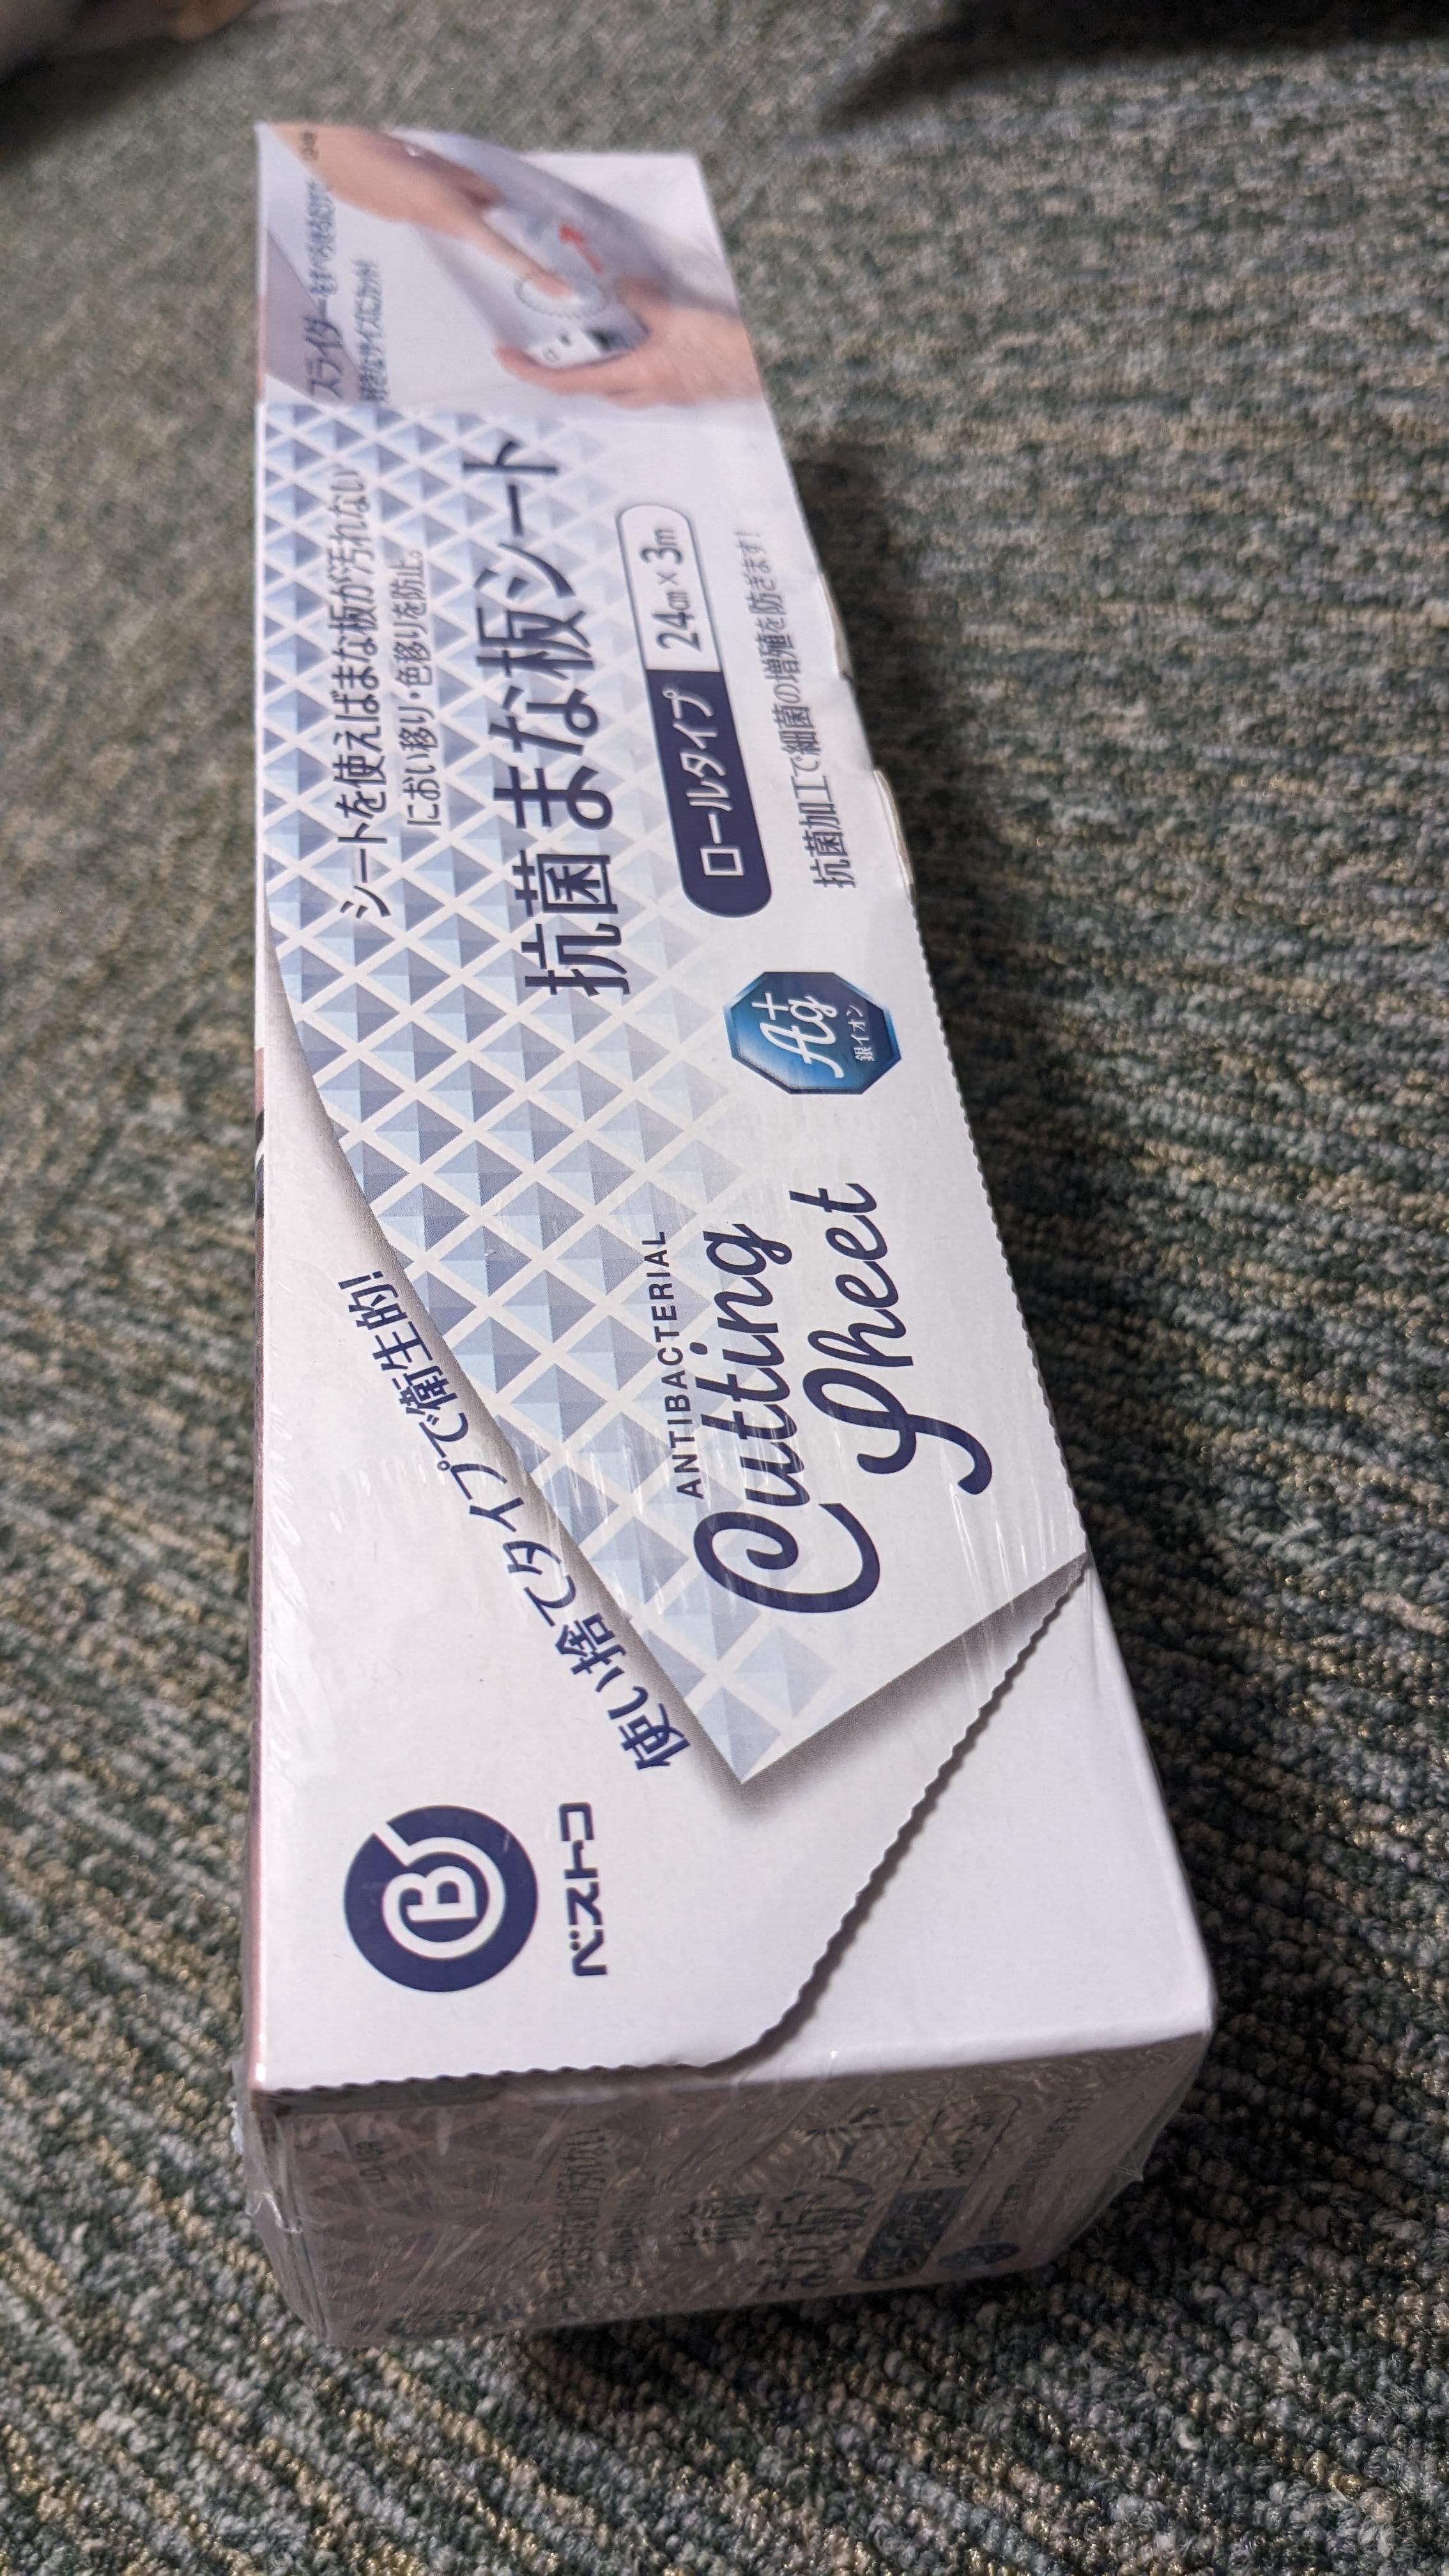 B
ベストコ
使い捨てタイプで衛生的!
シートを使えばまな板が汚れない
におい移り・色移りを防止。
抗菌まな板シート
ロールタイプ 24cm×3m
抗菌加工で細菌の増殖を防ぎます!
Ag+
銀イオン
ANTIBACTERIAL
Cutting
Sheet
スライダーをすべらせるだけで
好きなサイズにカット!